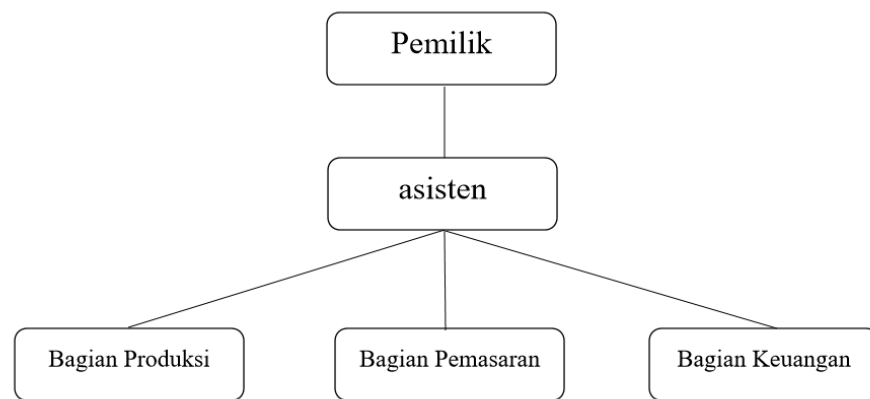 Pemilik
asisten
Bagian Produksi
Bagian Pemasaran
Bagian Keuangan